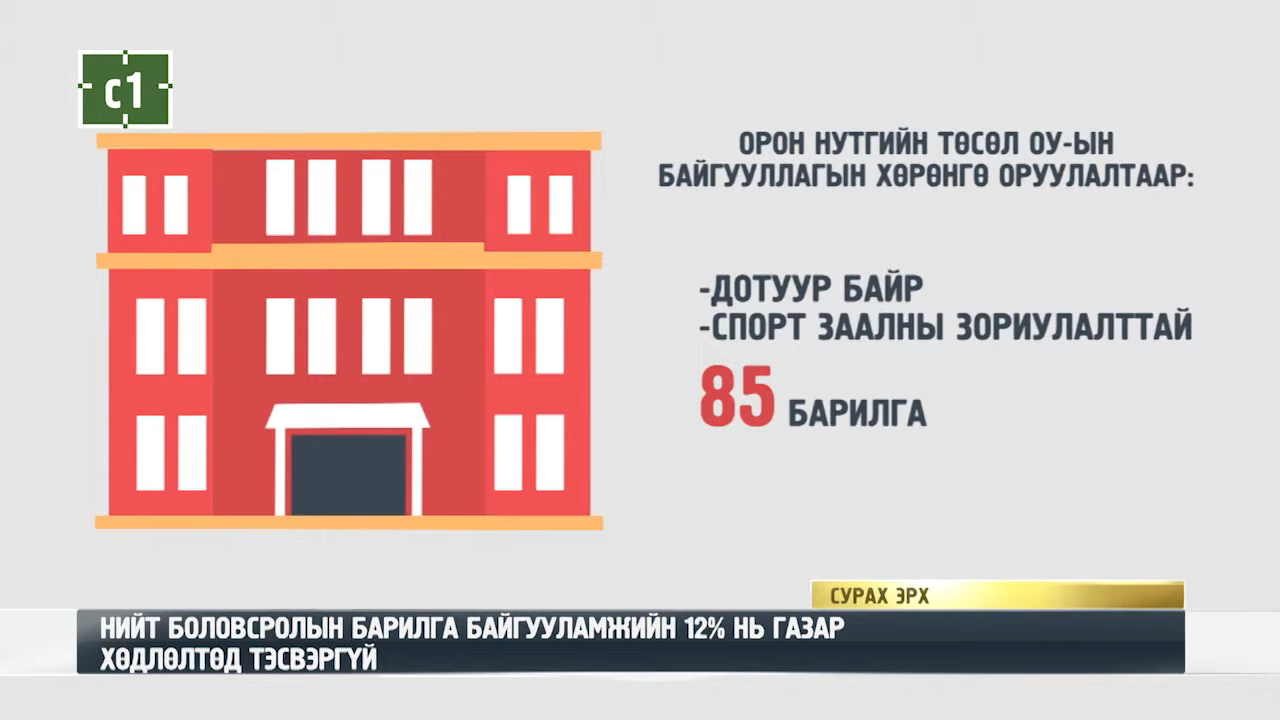 с1
ОРОН НУТГИЙН ТӨСӨЛ ОУ-ЫН
БАЙГУУЛЛАГЫН ХӨРӨНГӨ ОРУУЛАЛТААР:
-ДОТУУР БАЙР
-СПОРТ ЗААЛНЫ ЗОРИУЛАЛТТАЙ
85 БАРИЛГА
СУРАХ ЭРХ
НИЙТ БОЛОВСРОЛЫН БАРИЛГА БАЙГУУЛАМЖИЙН 12% НЬ ГАЗАР
ХӨДЛӨЛТӨД ТЭСВЭРГҮЙ